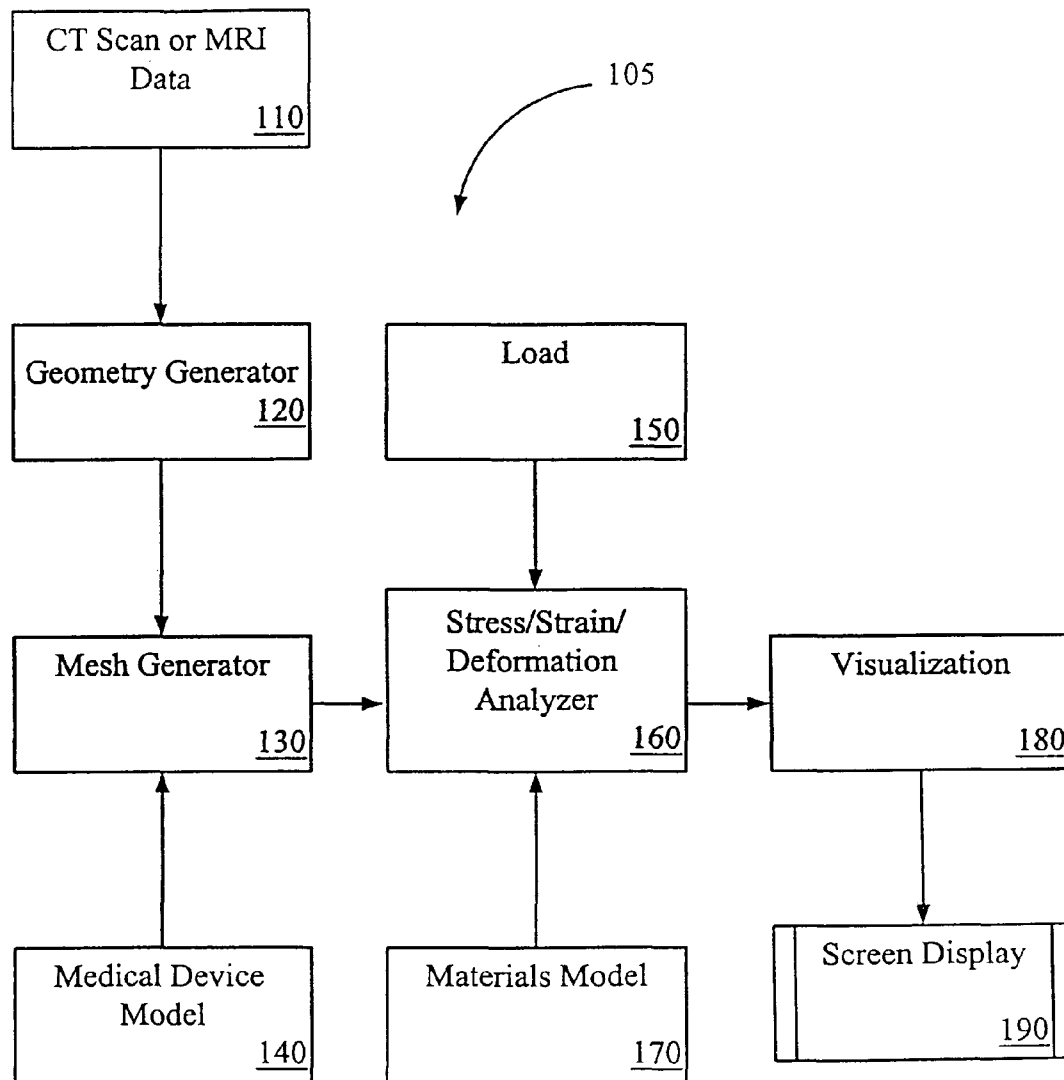 CT Scan or MRI
Data
110
105
Geometry Generator
120
Load
150
Mesh Generator
130
Stress/Strain/
Deformation
Analyzer
160
Visualization
180
Medical Device
Model
140
Materials Model
170
Screen Display
190